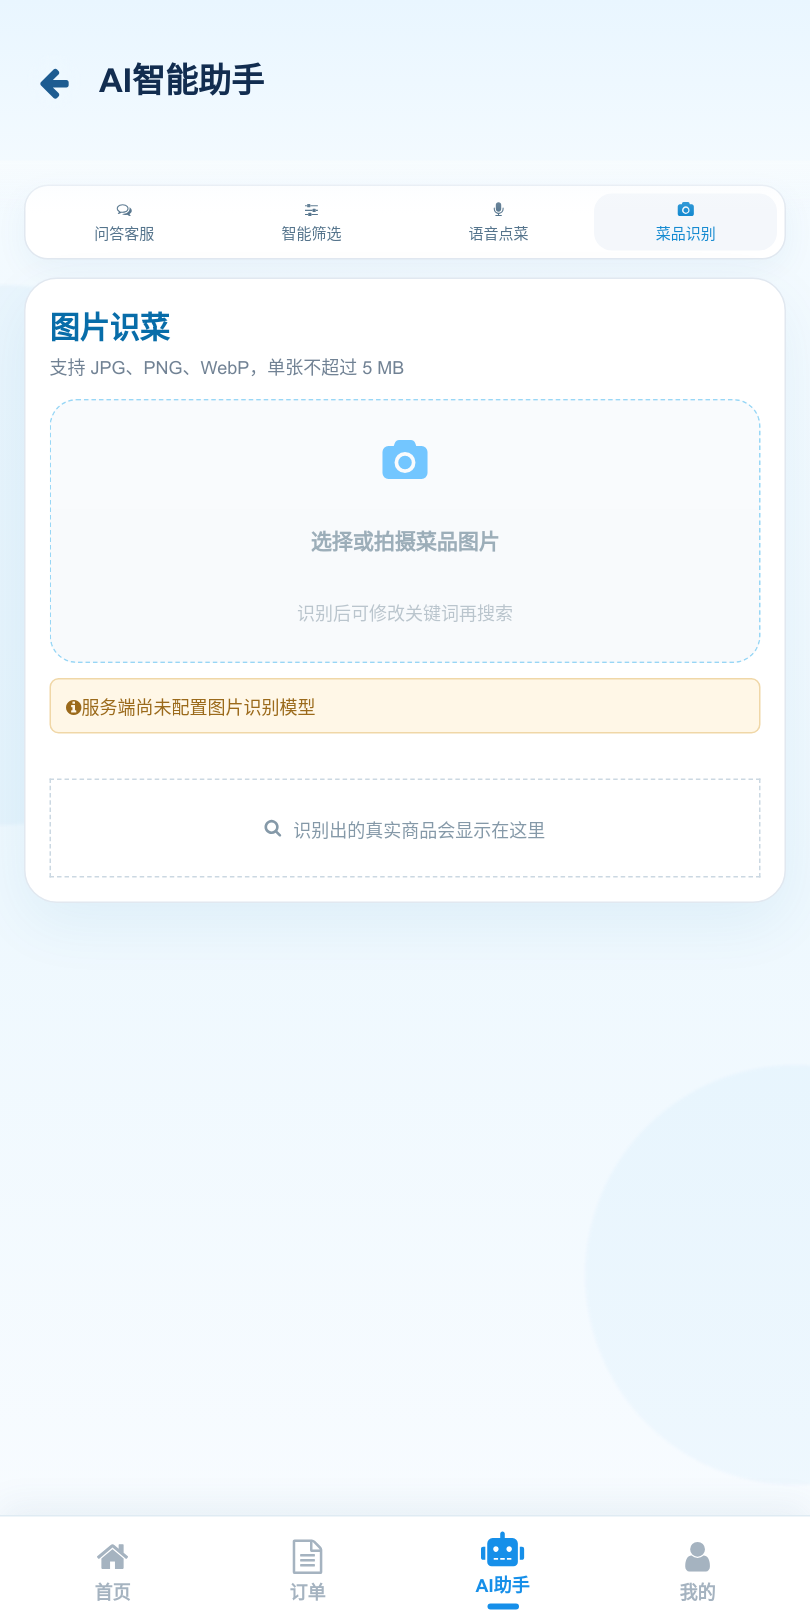 AI智能助手
问答客服
智能筛选
语音点菜
菜品识别
图片识菜
支持 JPG、PNG、WebP，单张不超过 5 MB
选择或拍摄菜品图片
识别后可修改关键词再搜索
服务端尚未配置图片识别模型
识别出的真实商品会显示在这里
首页
订单
AI助手
我的